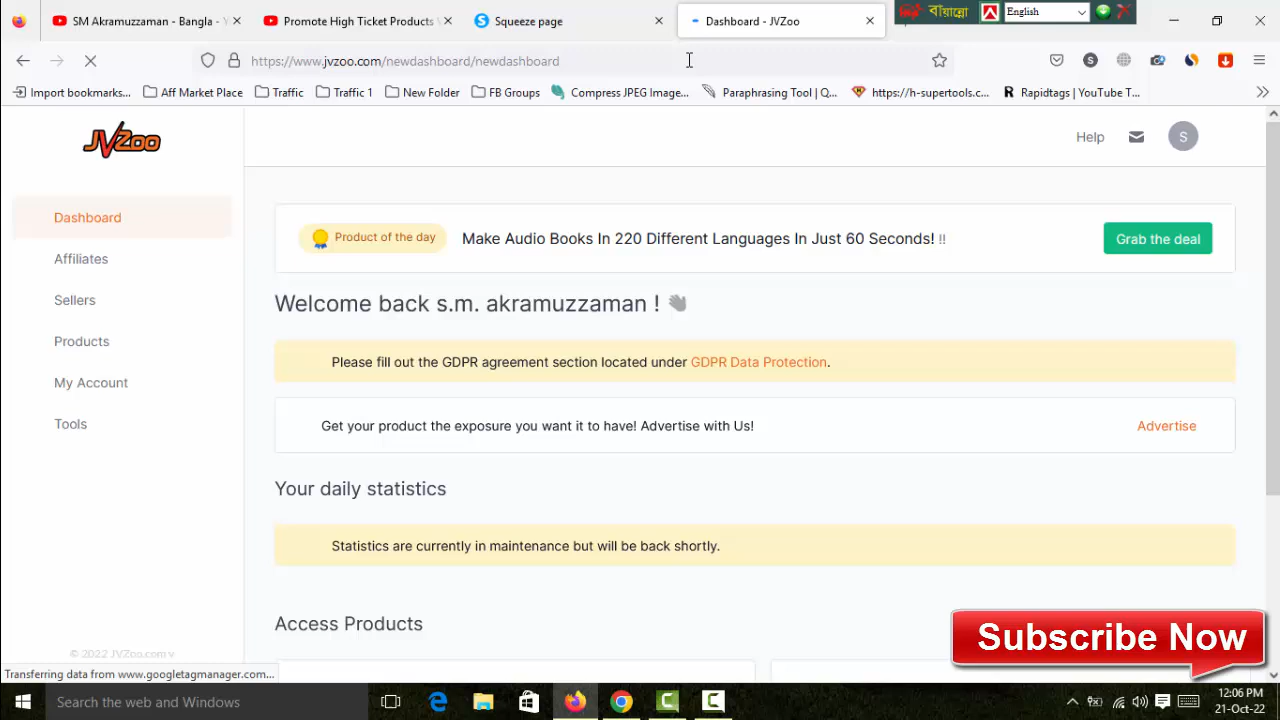 SM Akramuzzaman - Bangla - Y
Top High Ticket Products \
Squeeze page
Dashboard - JVZoo
বাঁয়ান্নো
English
https://www.jvzoo.com/newdashboard/newdashboard
Import bookmarks...
Aff Market Place
Traffic
Traffic 1
New Folder
FB Groups
Compress JPEG Image...
Paraphrasing Tool | Q...
https://h-supertools.c...
Rapidtags | YouTube T...
JVZoo
Help
S
Dashboard
Affiliates
Sellers
Products
My Account
Tools
Product of the day
Make Audio Books In 220 Different Languages In Just 60 Seconds! !!
Grab the deal
Welcome back s.m. akramuzzaman !
Please fill out the GDPR agreement section located under GDPR Data Protection.
Get your product the exposure you want it to have! Advertise with Us!
Advertise
Your daily statistics
Statistics are currently in maintenance but will be back shortly.
Access Products
Subscribe Now
© 2022 JVZoo.com v
Transferring data from www.googletagmanager.com...
Search the web and Windows
12:06 PM
21-Oct-22